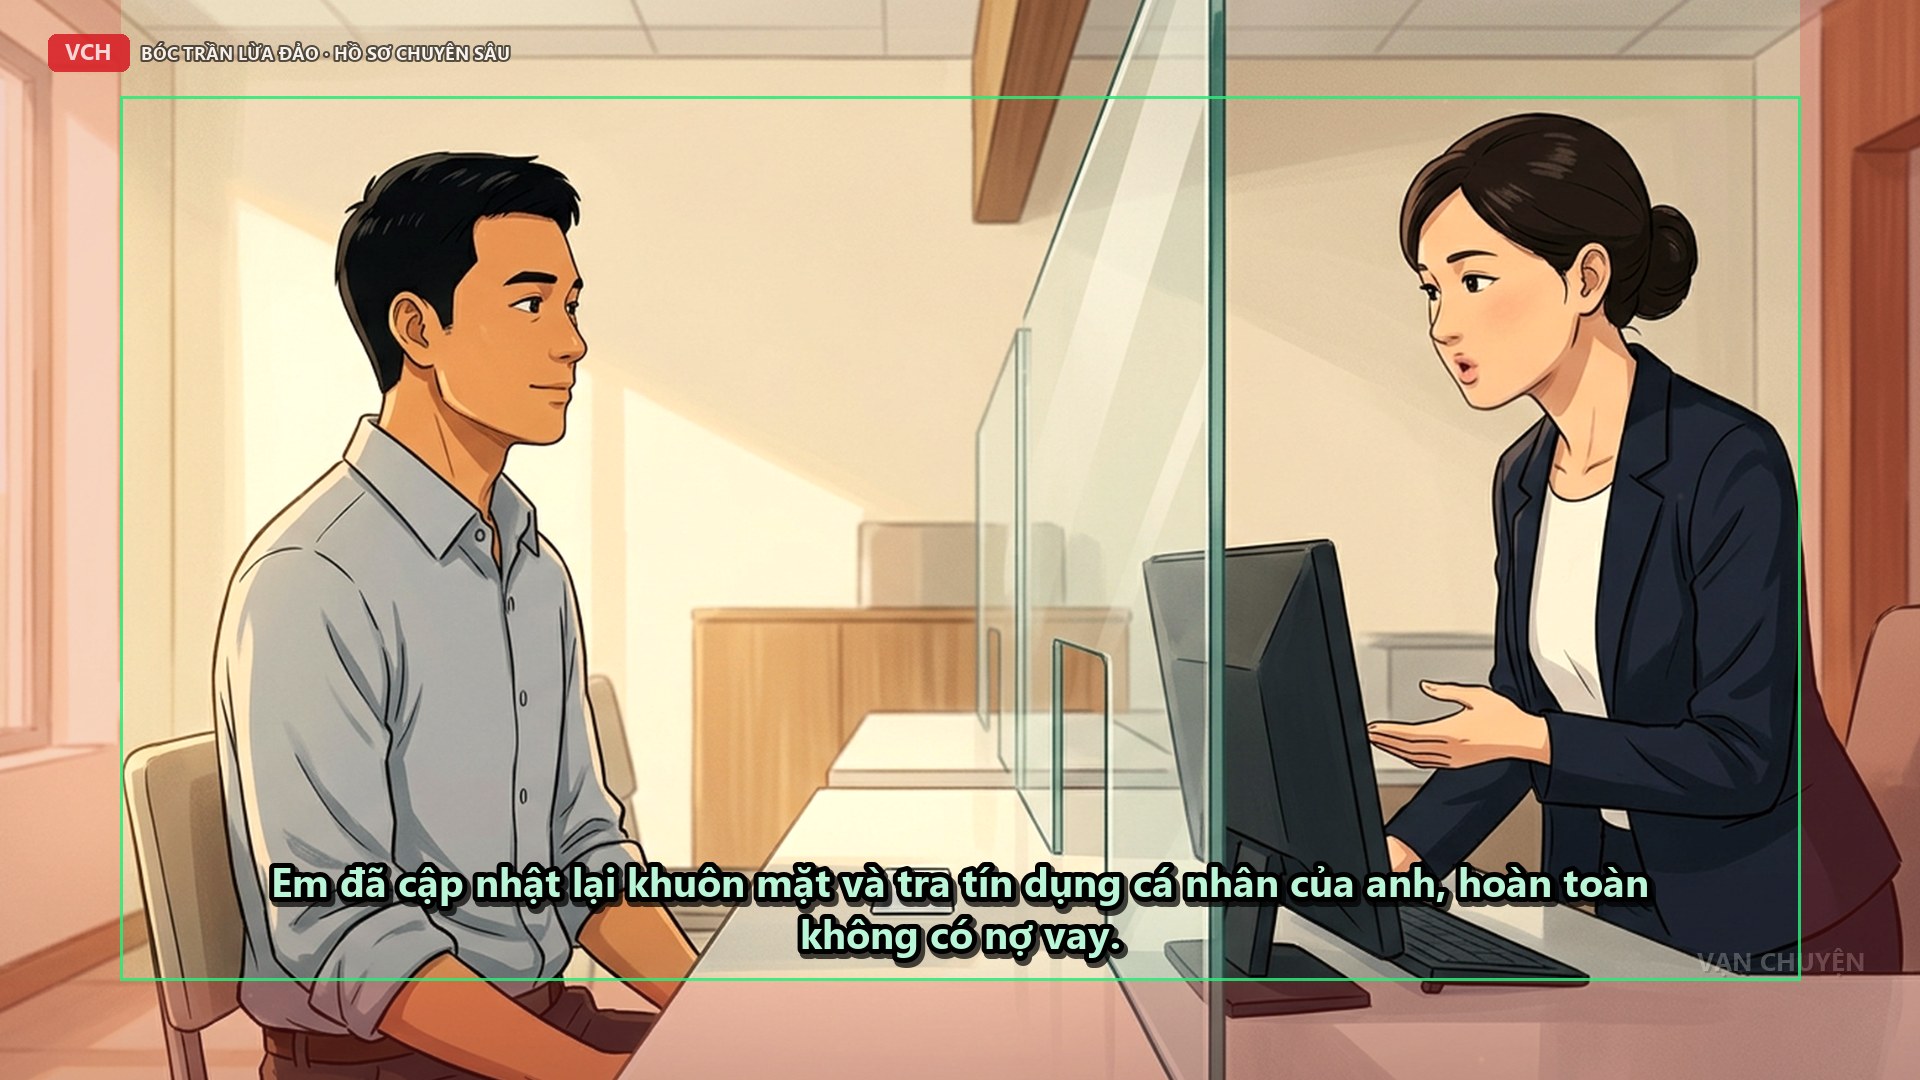 VCH BÓC TRẦN LỪA ĐẢO · HỒ SƠ CHUYÊN SÂU
Em đã cập nhật lại khuôn mặt và tra tín dụng cá nhân của anh, hoàn toàn
không có nợ vay.
VẠN CHUYỆN